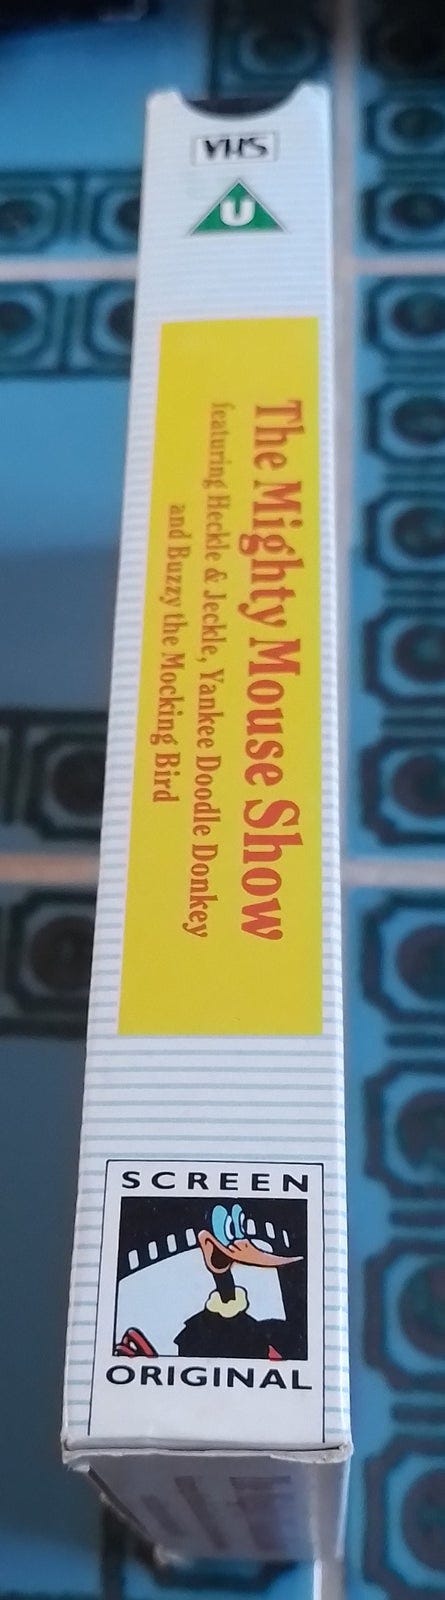 VHS
U
The Mighty Mouse Show
featuring Heckle & Jeckle, Yankee Doodle Donkey
and Buzzy the Mocking Bird
SCREEN
ORIGINAL